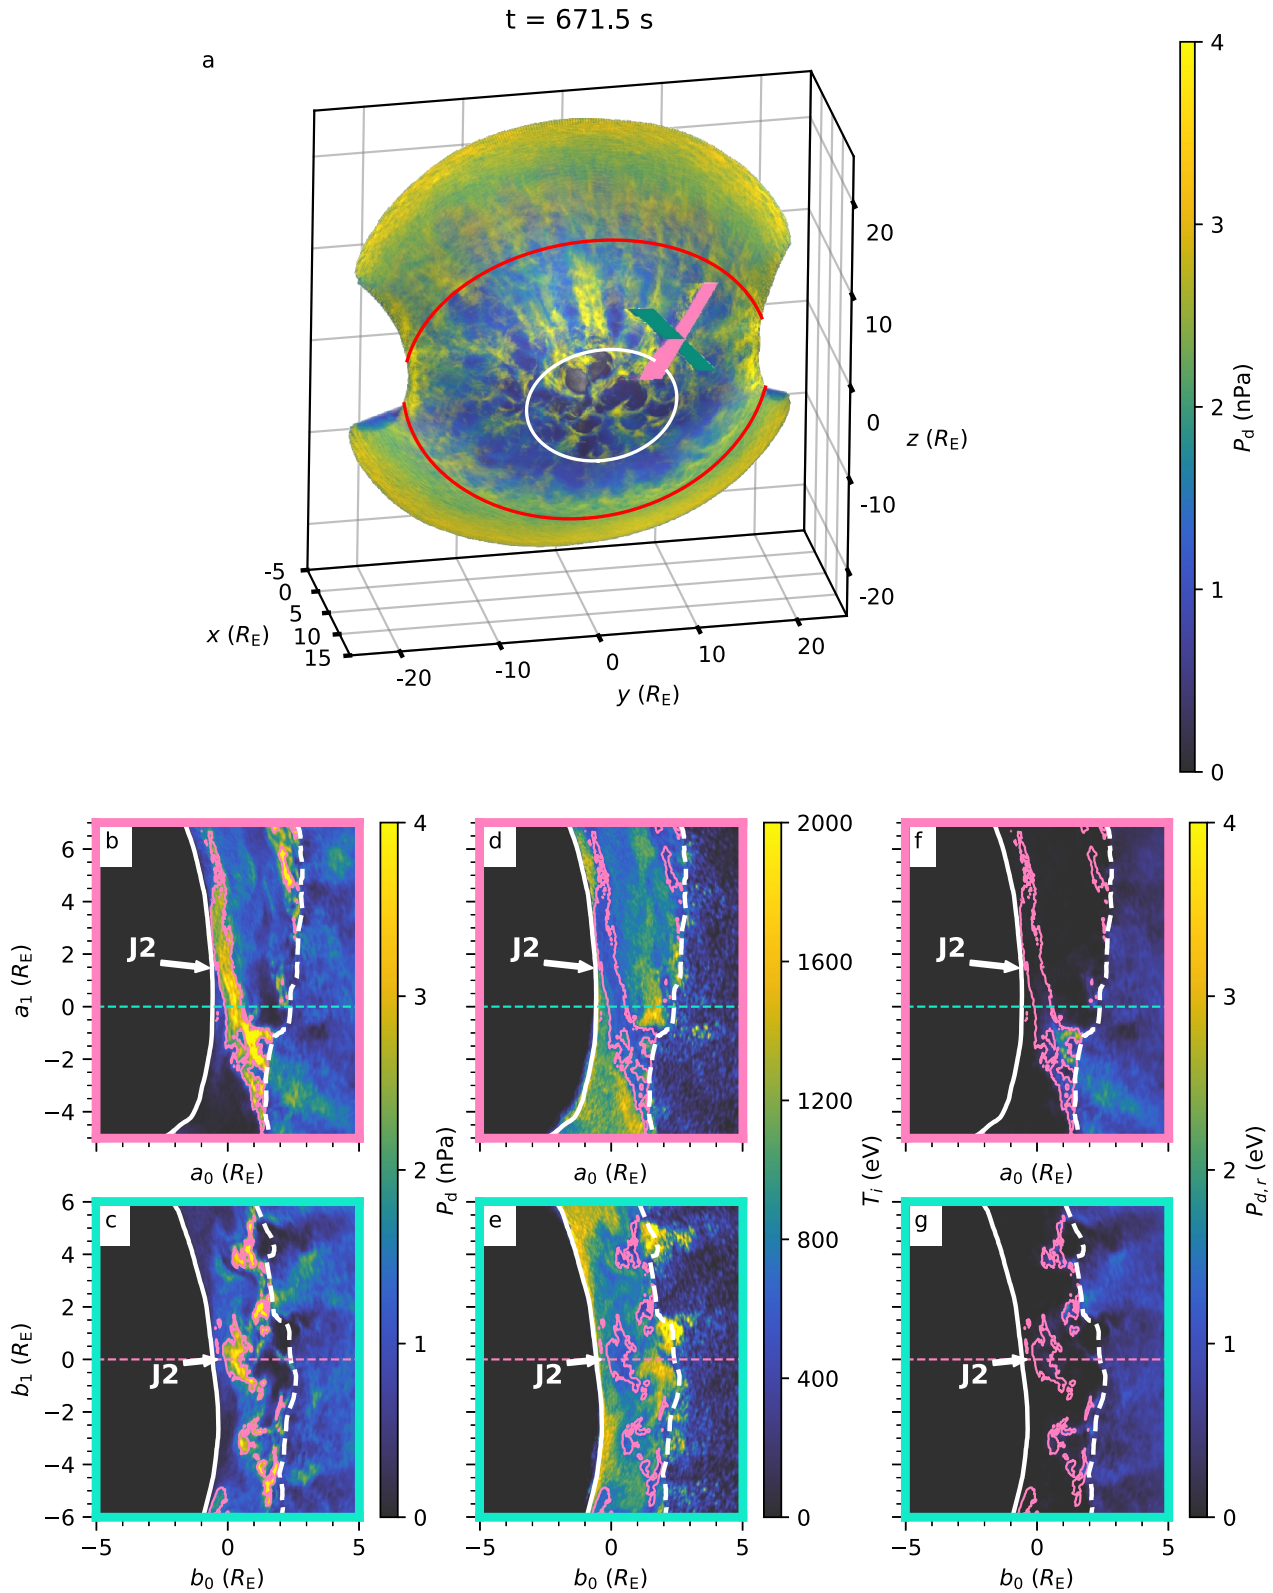 t = 671.5 s
a
4
3
2
1
0
P_d (nPa)
20
10
0
-10
-20
z (R_E)
-5
0
5
10
15
x (R_E)
-20
-10
0
10
20
y (R_E)
b
6
4
2
0
−2
−4
a_1 (R_E)
J2
a_0 (R_E)
d
J2
a_0 (R_E)
f
J2
a_0 (R_E)
c
6
4
2
0
−2
−4
−6
b_1 (R_E)
J2
−5
0
5
b_0 (R_E)
4
3
2
1
0
P_d (nPa)
e
J2
−5
0
5
b_0 (R_E)
2000
1600
1200
800
400
0
T_i (eV)
g
J2
−5
0
5
b_0 (R_E)
4
3
2
1
0
P_{d,r} (eV)